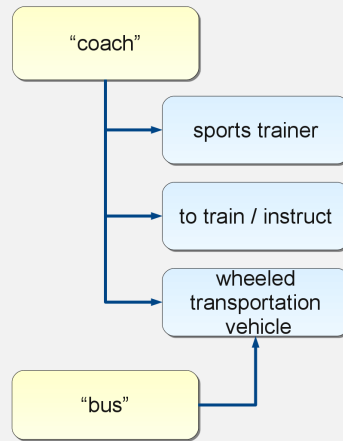 “coach”
sports trainer
to train / instruct
wheeled
transportation
vehicle
“bus”